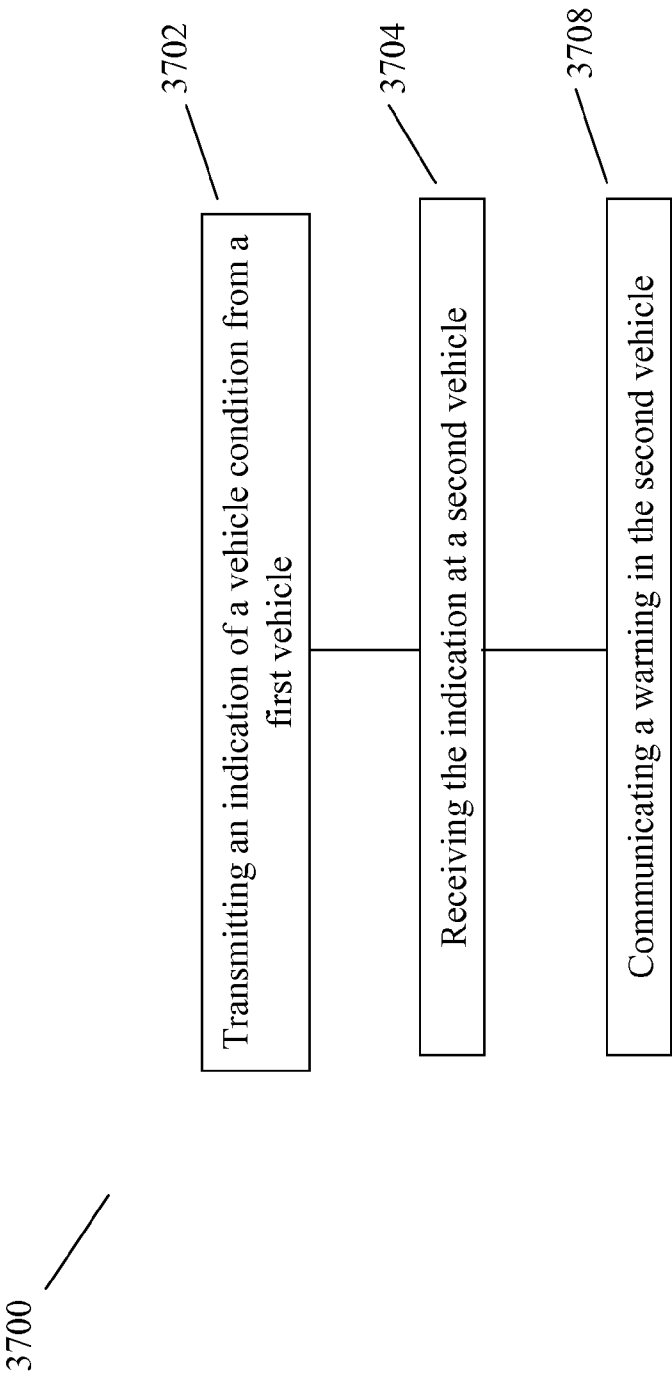 3700
3702
Transmitting an indication of a vehicle condition from a
first vehicle
3704
Receiving the indication at a second vehicle
3708
Communicating a warning in the second vehicle